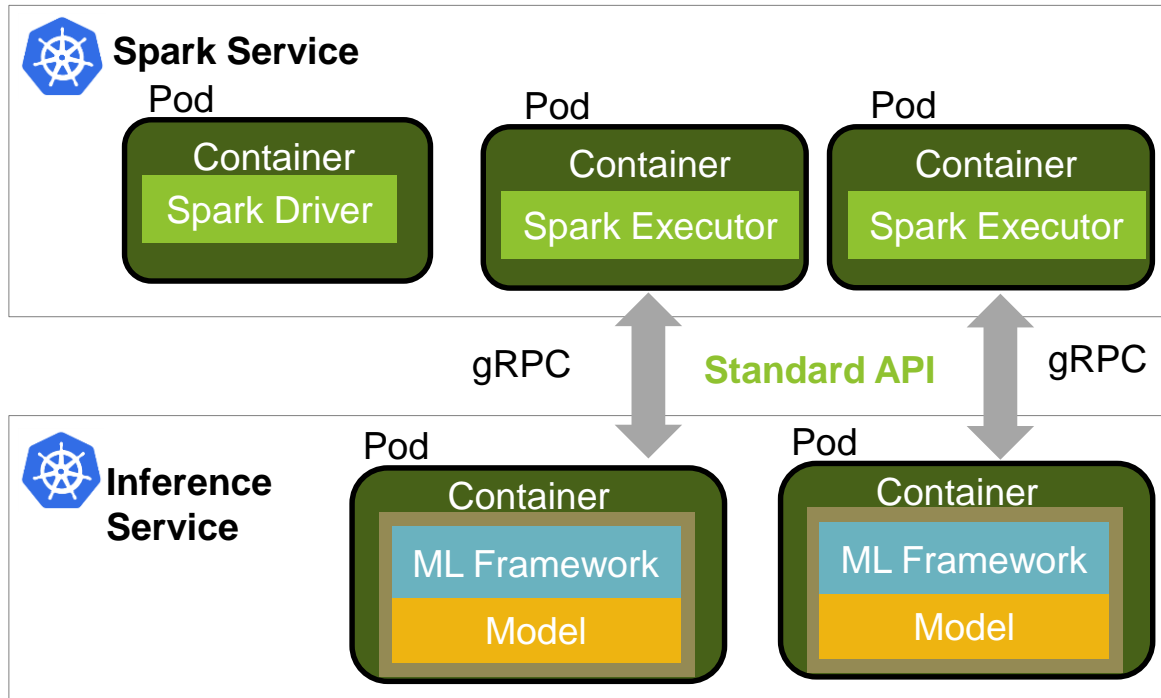 Spark Service
Pod
Container
Spark Driver
Pod
Container
Spark Executor
Pod
Container
Spark Executor
gRPC
Standard API
gRPC
Inference
Service
Pod
Container
ML Framework
Model
Pod
Container
ML Framework
Model